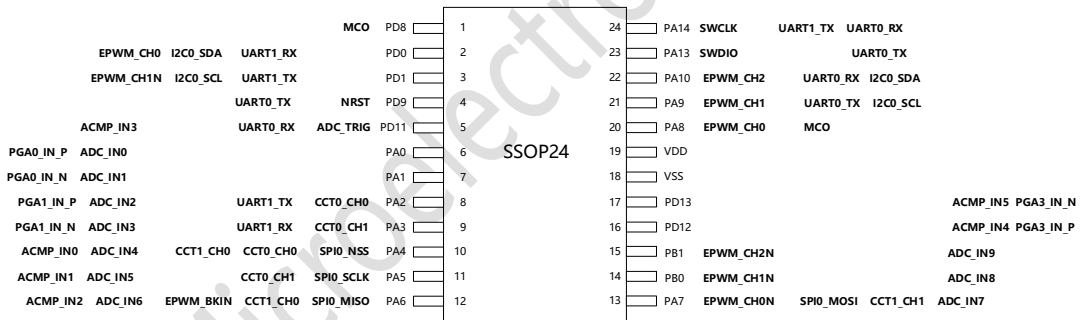 MCO PD8 1 24 PA14 SWCLK UART1_TX UART0_RX
EPWM_CH0 I2C0_SDA UART1_RX PD0 2 23 PA13 SWDIO UART0_TX
EPWM_CH1N I2C0_SCL UART1_TX PD1 3 22 PA10 EPWM_CH2 UART0_RX I2C0_SDA
UART0_TX NRST PD9 4 21 PA9 EPWM_CH1 UART0_TX I2C0_SCL
ACMP_IN3 UART0_RX ADC_TRIG PD11 5 20 PA8 EPWM_CH0 MCO
PGA0_IN_P ADC_IN0 PA0 6 SSOP24 19 VDD
PGA0_IN_N ADC_IN1 PA1 7 18 VSS
PGA1_IN_P ADC_IN2 UART1_TX CCT0_CH0 PA2 8 17 PD13 ACMP_IN5 PGA3_IN_N
PGA1_IN_N ADC_IN3 UART1_RX CCT0_CH1 PA3 9 16 PD12 ACMP_IN4 PGA3_IN_P
ACMP_IN0 ADC_IN4 CCT1_CH0 CCT0_CH0 SPI0_NSS PA4 10 15 PB1 EPWM_CH2N ADC_IN9
ACMP_IN1 ADC_IN5 CCT0_CH1 SPI0_SCLK PA5 11 14 PB0 EPWM_CH1N ADC_IN8
ACMP_IN2 ADC_IN6 EPWM_BKIN CCT1_CH0 SPI0_MISO PA6 12 13 PA7 EPWM_CH0N SPI0_MOSI CCT1_CH1 ADC_IN7